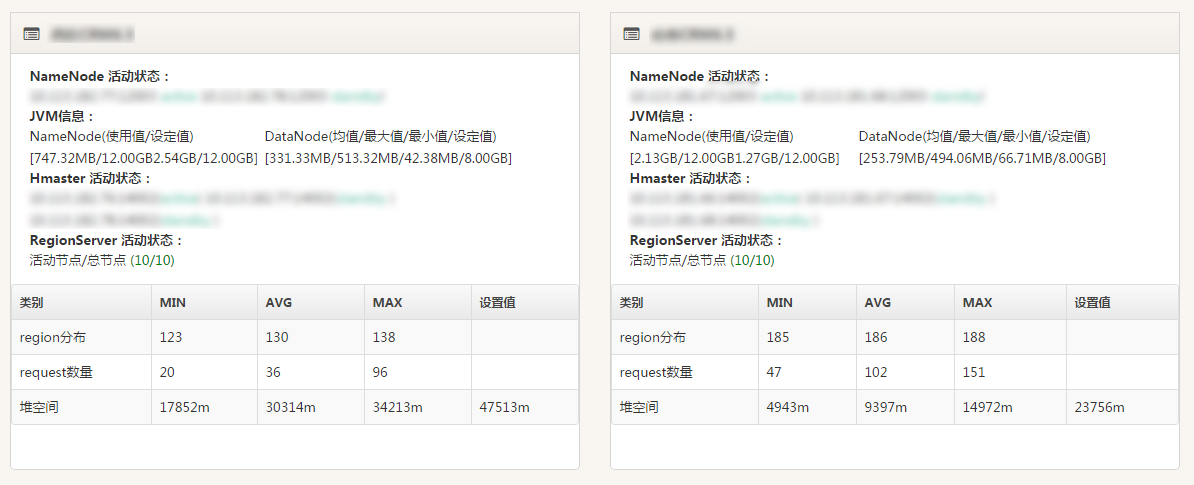 NameNode 活动状态：
JVM信息：
NameNode(使用值/设定值) DataNode(均值/最大值/最小值/设定值)
[747.32MB/12.00GB2.54GB/12.00GB] [331.33MB/513.32MB/42.38MB/8.00GB]
Hmaster 活动状态：
RegionServer 活动状态：
活动节点/总节点 (10/10)
类别 MIN AVG MAX 设置值
region分布 123 130 138
request数量 20 36 96
堆空间 17852m 30314m 34213m 47513m
NameNode 活动状态：
JVM信息：
NameNode(使用值/设定值) DataNode(均值/最大值/最小值/设定值)
[2.13GB/12.00GB1.27GB/12.00GB] [253.79MB/494.06MB/66.71MB/8.00GB]
Hmaster 活动状态：
RegionServer 活动状态：
活动节点/总节点 (10/10)
类别 MIN AVG MAX 设置值
region分布 185 186 188
request数量 47 102 151
堆空间 4943m 9397m 14972m 23756m